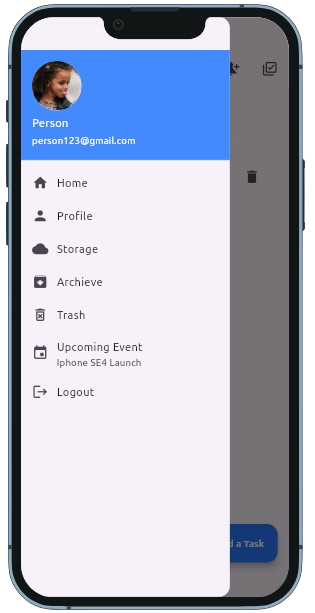 Person
person123@gmail.com
Home
Profile
Storage
Archieve
Trash
Upcoming Event
Iphone SE4 Launch
Logout
a Task